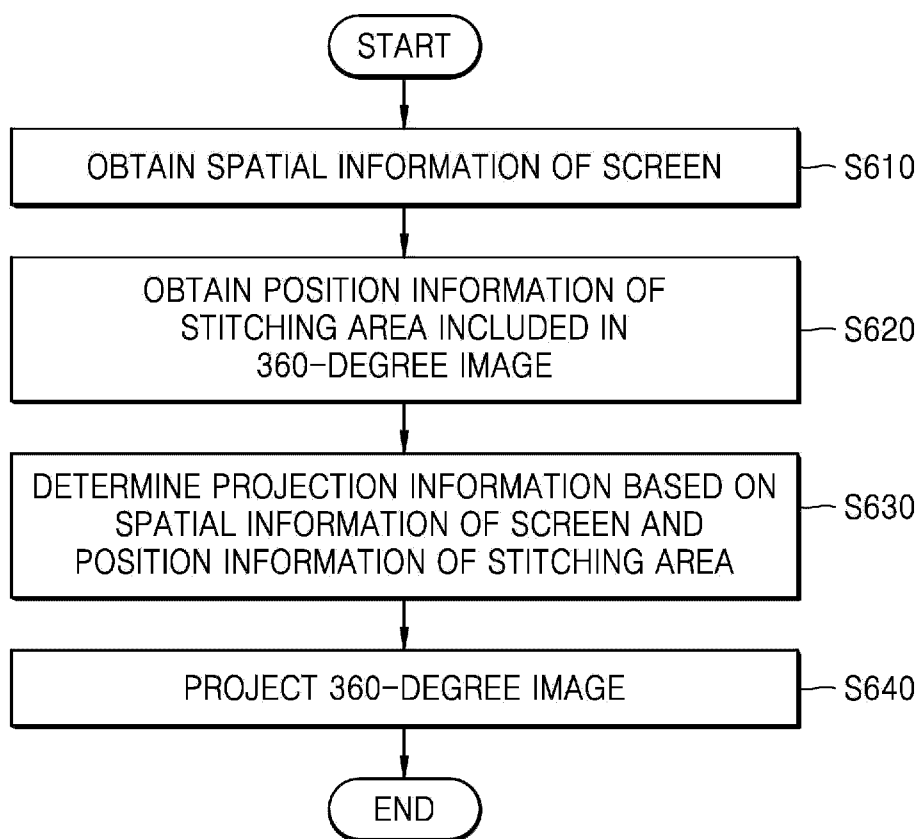 START
OBTAIN SPATIAL INFORMATION OF SCREEN
S610
OBTAIN POSITION INFORMATION OF
STITCHING AREA INCLUDED IN
360-DEGREE IMAGE
S620
DETERMINE PROJECTION INFORMATION BASED ON
SPATIAL INFORMATION OF SCREEN AND
POSITION INFORMATION OF STITCHING AREA
S630
PROJECT 360-DEGREE IMAGE
S640
END